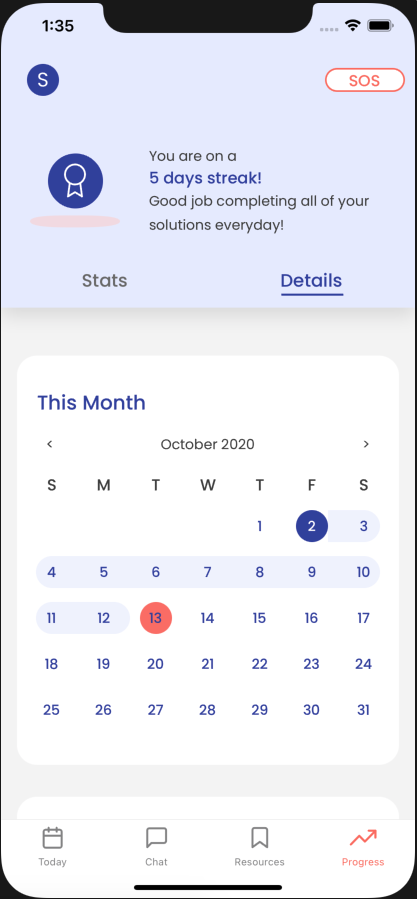 1:35
S
SOS
You are on a
5 days streak!
Good job completing all of your
solutions everyday!
Stats
Details
This Month
< October 2020 >
S M T W T F S
1 2 3
4 5 6 7 8 9 10
11 12 13 14 15 16 17
18 19 20 21 22 23 24
25 26 27 28 29 30 31
Today Chat Resources Progress